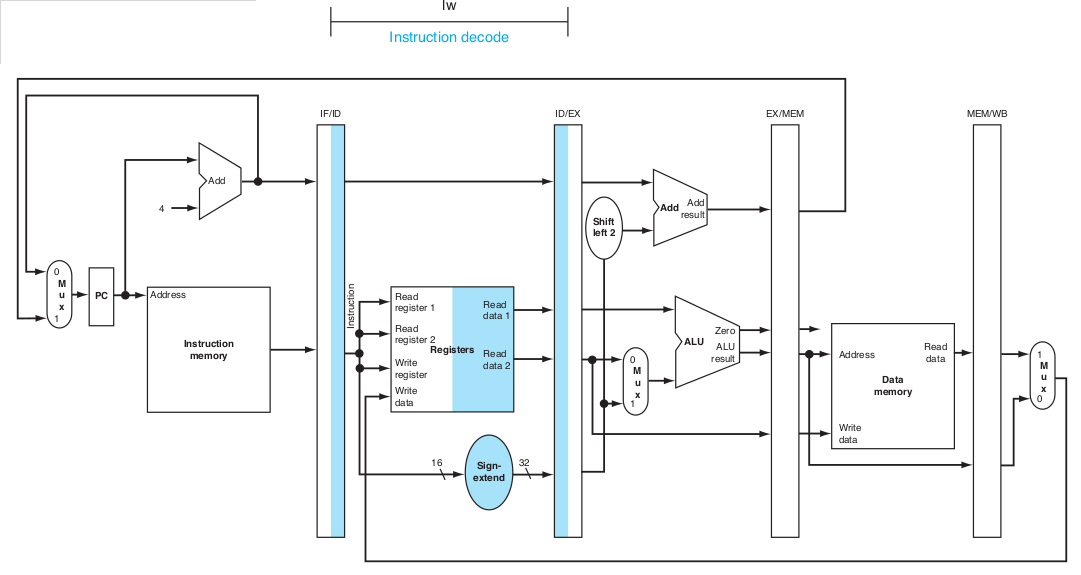 lw
Instruction decode
IF/ID
ID/EX
EX/MEM
MEM/WB
Add
4
Add
Add
result
Shift
left 2
0
M
u
x
1
PC
Address
Instruction
memory
Instruction
Read
register 1
Read
register 2
Registers
Write
register
Write
data
Read
data 1
Read
data 2
16
Sign-
extend
32
0
M
u
x
1
ALU
Zero
ALU
result
Address
Read
data
Data
memory
Write
data
1
M
u
x
0